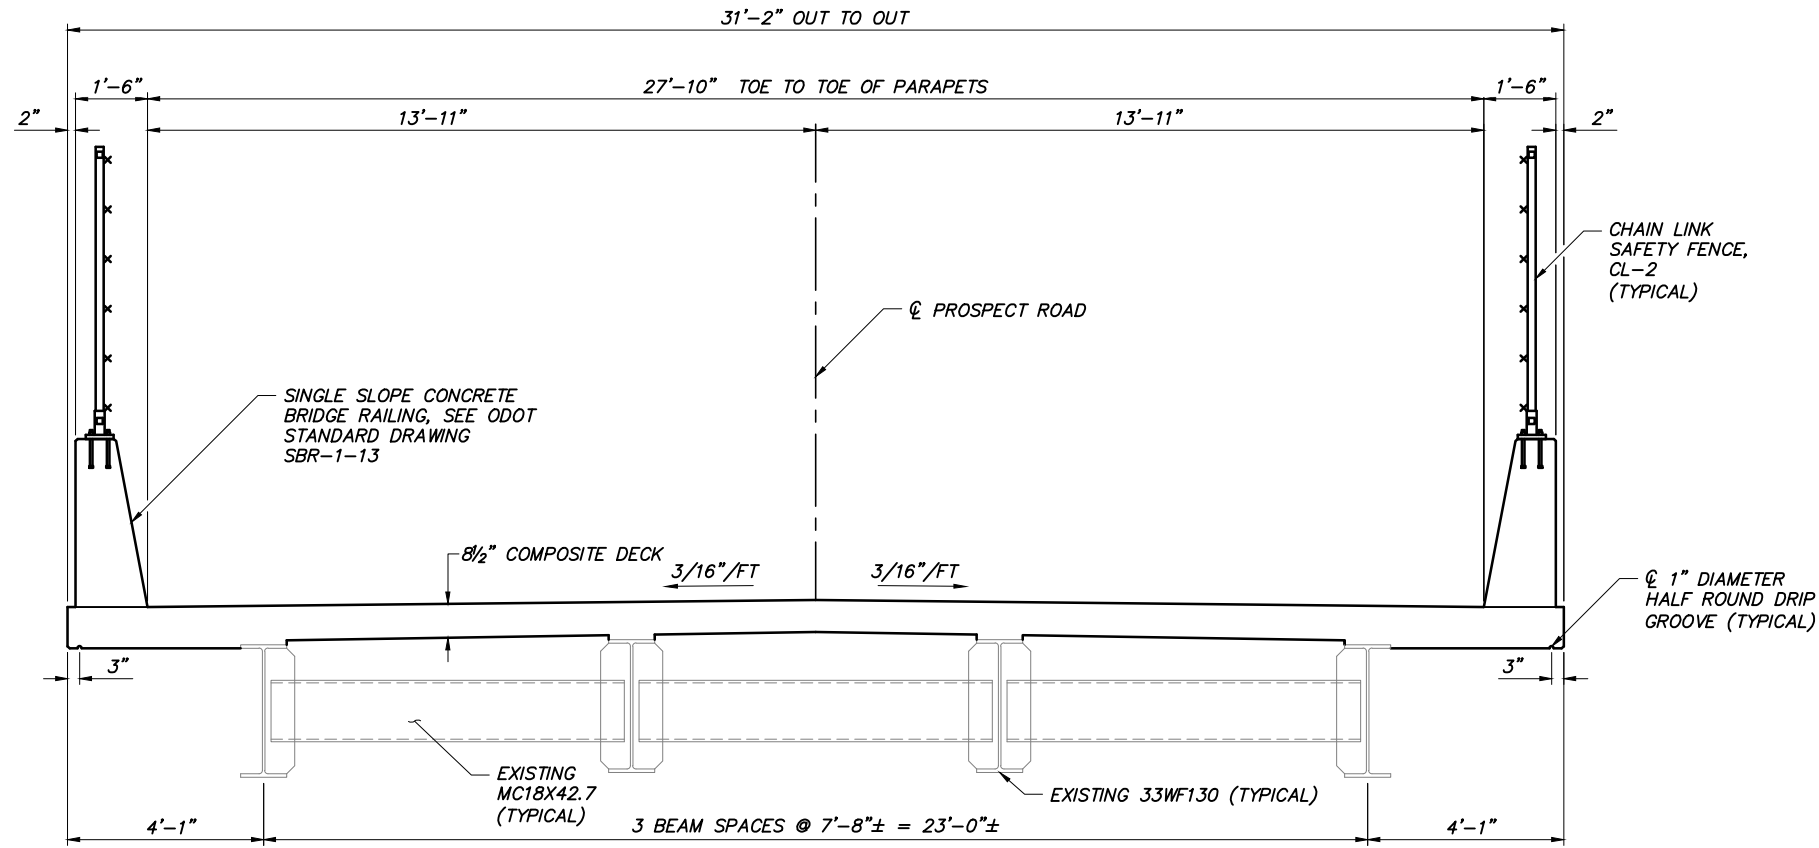 31'-2" OUT TO OUT
1'-6"
27'-10" TOE TO TOE OF PARAPETS
1'-6"
2"
13'-11"
13'-11"
2"
CHAIN LINK
SAFETY FENCE,
CL-2
(TYPICAL)
℄ PROSPECT ROAD
SINGLE SLOPE CONCRETE
BRIDGE RAILING, SEE ODOT
STANDARD DRAWING
SBR-1-13
8½" COMPOSITE DECK
3/16"/FT
3/16"/FT
℄ 1" DIAMETER
HALF ROUND DRIP
GROOVE (TYPICAL)
3"
3"
EXISTING
MC18X42.7
(TYPICAL)
EXISTING 33WF130 (TYPICAL)
4'-1"
3 BEAM SPACES @ 7'-8"± = 23'-0"±
4'-1"